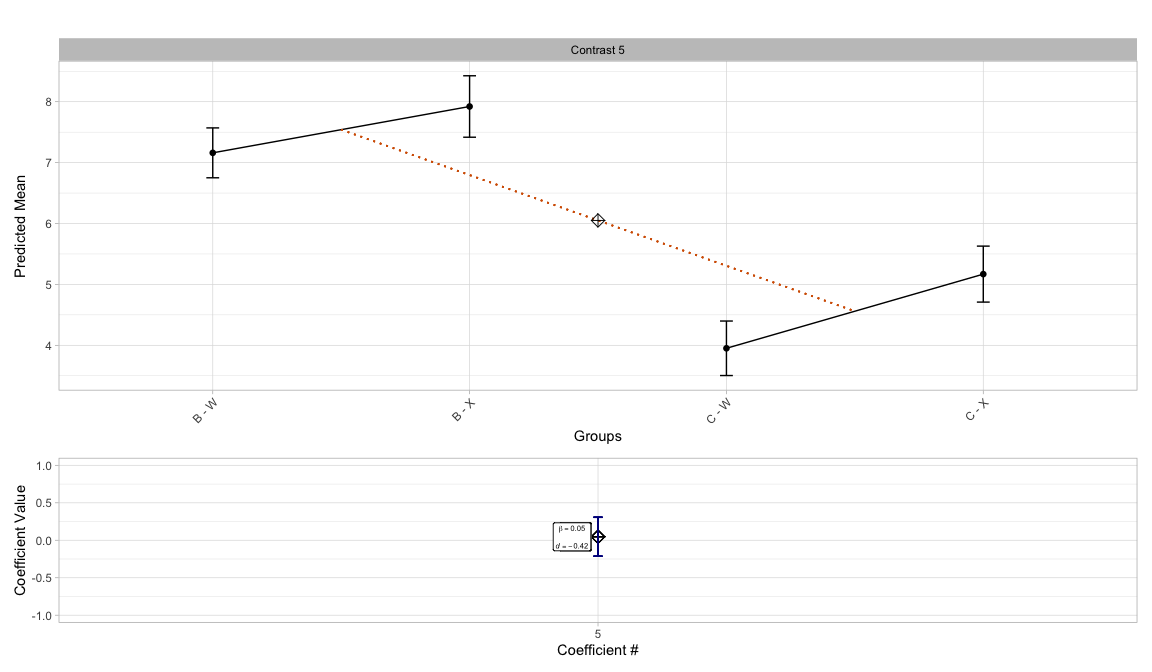 Contrast 5
Predicted Mean
8
7
6
5
4
B - W
B - X
C - W
C - X
Groups
Coefficient Value
1.0
0.5
0.0
-0.5
-1.0
β = 0.05
d = −0.42
5
Coefficient #